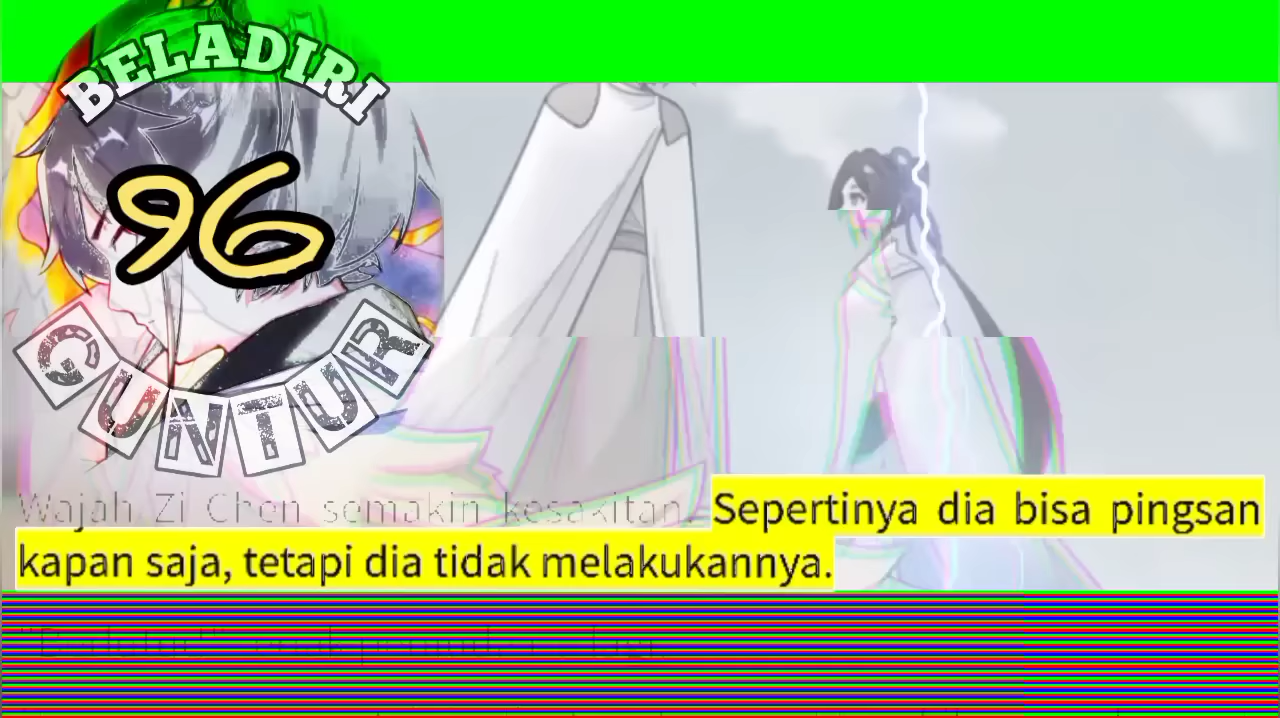 BELADIRI
96
GUNTUR
Wajah Zi Chen semakin kesakitan. Sepertinya dia bisa pingsan
kapan saja, tetapi dia tidak melakukannya.